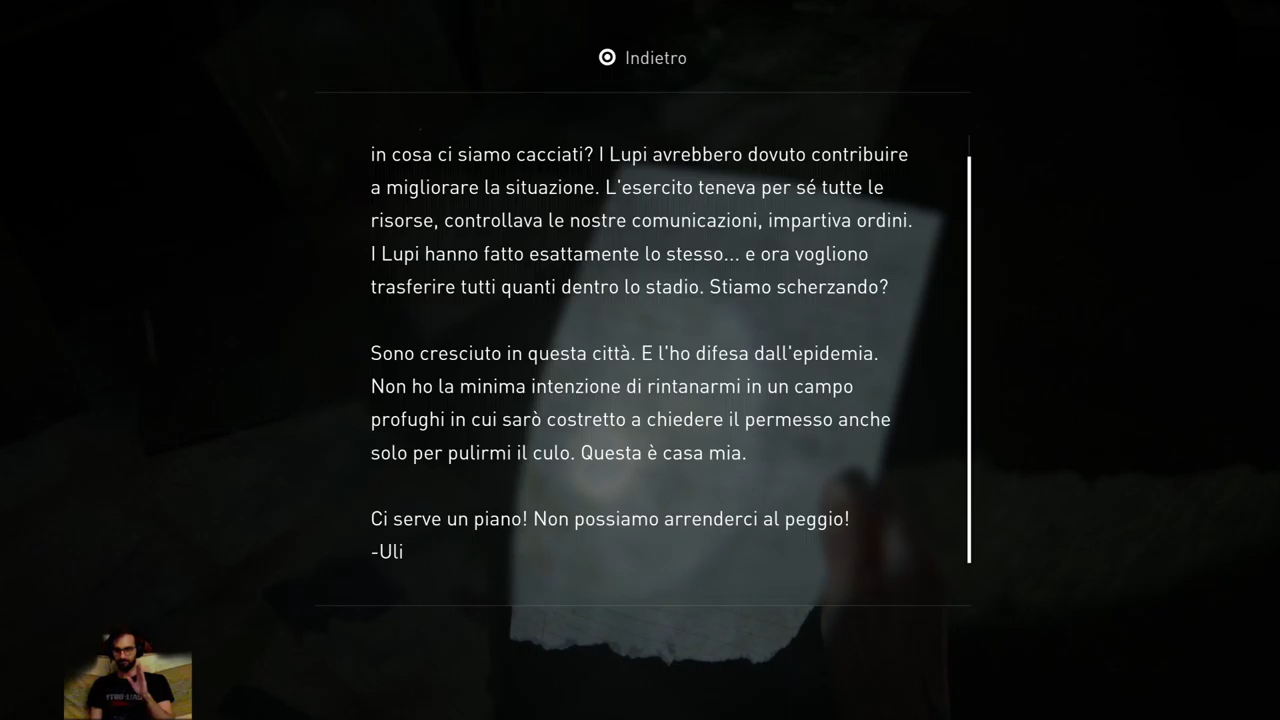 Indietro
in cosa ci siamo cacciati? I Lupi avrebbero dovuto contribuire
a migliorare la situazione. L'esercito teneva per sé tutte le
risorse, controllava le nostre comunicazioni, impartiva ordini.
I Lupi hanno fatto esattamente lo stesso... e ora vogliono
trasferire tutti quanti dentro lo stadio. Stiamo scherzando?
Sono cresciuto in questa città. E l'ho difesa dall'epidemia.
Non ho la minima intenzione di rintanarmi in un campo
profughi in cui sarò costretto a chiedere il permesso anche
solo per pulirmi il culo. Questa è casa mia.
Ci serve un piano! Non possiamo arrenderci al peggio!
-Uli